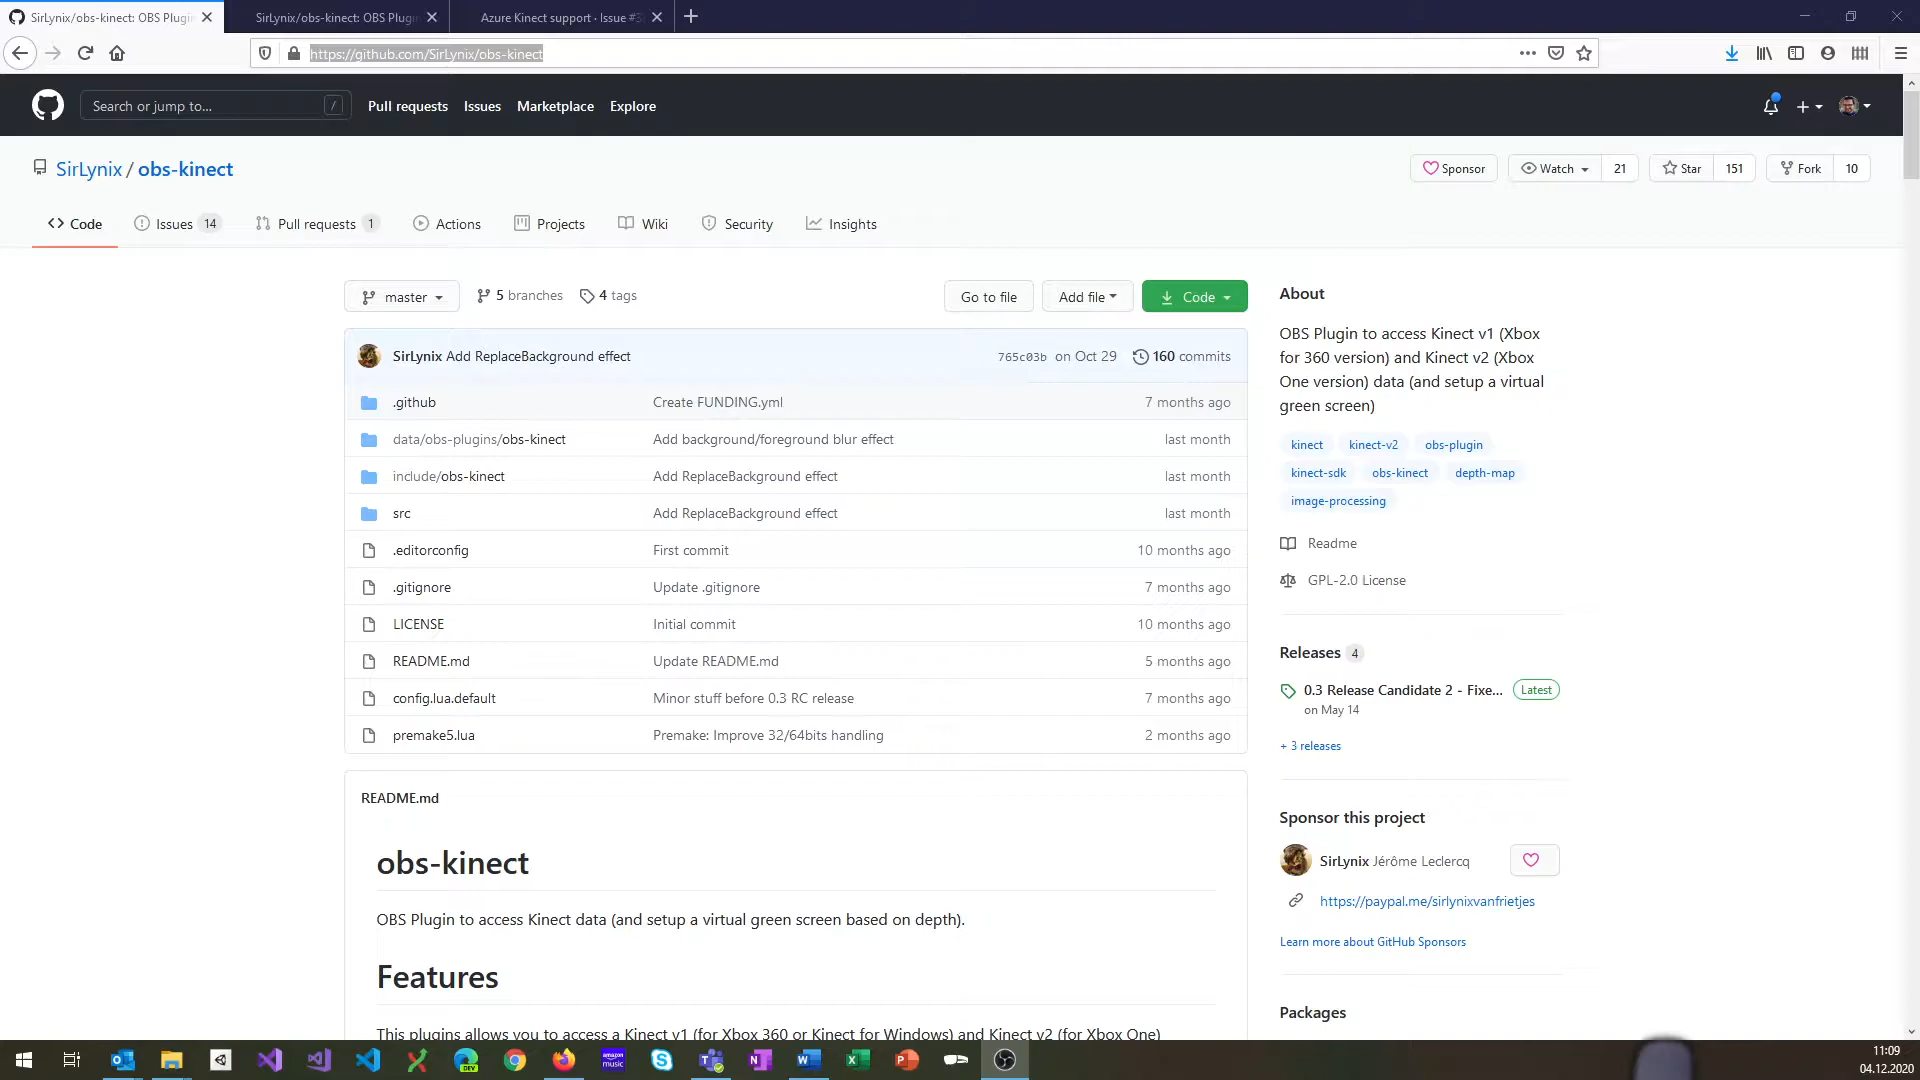 SirLynix/obs-kinect: OBS Plugin
SirLynix/obs-kinect: OBS Plugin
Azure Kinect support · Issue #3
https://github.com/SirLynix/obs-kinect
Search or jump to...
/
Pull requests
Issues
Marketplace
Explore
SirLynix / obs-kinect
Sponsor
Watch
21
Star
151
Fork
10
Code
Issues
14
Pull requests
1
Actions
Projects
Wiki
Security
Insights
master
5 branches
4 tags
Go to file
Add file
Code
SirLynix Add ReplaceBackground effect
765c03b on Oct 29
160 commits
.github
Create FUNDING.yml
7 months ago
data/obs-plugins/obs-kinect
Add background/foreground blur effect
last month
include/obs-kinect
Add ReplaceBackground effect
last month
src
Add ReplaceBackground effect
last month
.editorconfig
First commit
10 months ago
.gitignore
Update .gitignore
7 months ago
LICENSE
Initial commit
10 months ago
README.md
Update README.md
5 months ago
config.lua.default
Minor stuff before 0.3 RC release
7 months ago
premake5.lua
Premake: Improve 32/64bits handling
2 months ago
README.md
obs-kinect
OBS Plugin to access Kinect data (and setup a virtual green screen based on depth).
Features
This plugins allows you to access a Kinect v1 (for Xbox 360 or Kinect for Windows) and Kinect v2 (for Xbox One)
About
OBS Plugin to access Kinect v1 (Xbox
for 360 version) and Kinect v2 (Xbox
One version) data (and setup a virtual
green screen)
kinect
kinect-v2
obs-plugin
kinect-sdk
obs-kinect
depth-map
image-processing
Readme
GPL-2.0 License
Releases 4
0.3 Release Candidate 2 - Fixe...
Latest
on May 14
+ 3 releases
Sponsor this project
SirLynix Jérôme Leclercq
https://paypal.me/sirlynixvanfrietjes
Learn more about GitHub Sponsors
Packages
DEV
amazon
music
11:09
04.12.2020